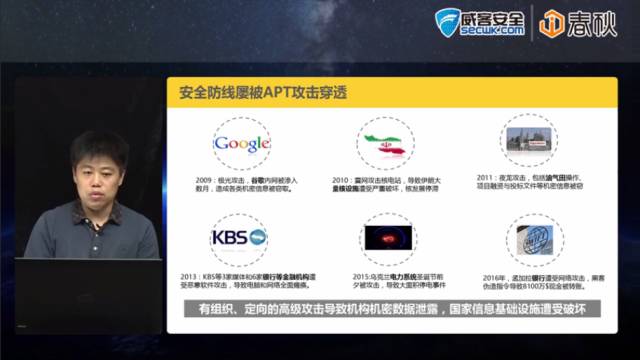 威客安全
secwk.com
春秋
安全防线屡被APT攻击穿透
Google
2009：极光攻击，谷歌内网被渗入
数月，造成各类机密信息被窃取。
2010：震网攻击核电站，导致伊朗大
量核设施遭受严重破坏，核发展停滞
2011：夜龙攻击，包括油气田操作、
项目融资与投标文件等机密信息被窃
KBS
2013：KBS等3家媒体和6家银行等金融机构遭
受恶意软件攻击，导致电脑和网络全面瘫痪。
2015:乌克兰电力系统圣诞节前
夕被攻击，导致大面积停电事件
2016年，孟加拉银行遭受网络攻击，黑客
伪造指令导致8100万$现金被转账。
有组织、定向的高级攻击导致机构机密数据泄露，国家信息基础设施遭受破坏